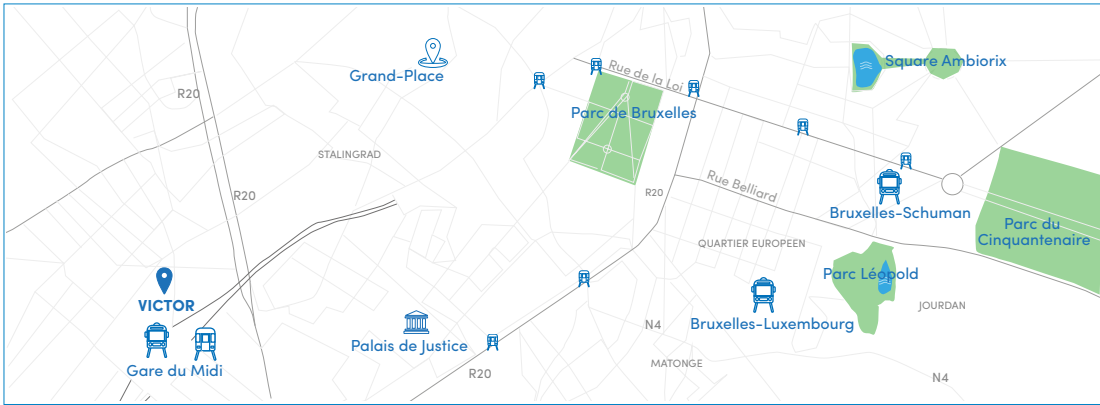 Grand-Place
Rue de la Loi
Square Ambiorix
R20
Parc de Bruxelles
STALINGRAD
Rue Belliard
R20
R20
Bruxelles-Schuman
Parc du
Cinquantenaire
QUARTIER EUROPEEN
Parc Léopold
VICTOR
JOURDAN
Bruxelles-Luxembourg
N4
Palais de Justice
Gare du Midi
MATONGE
R20
N4